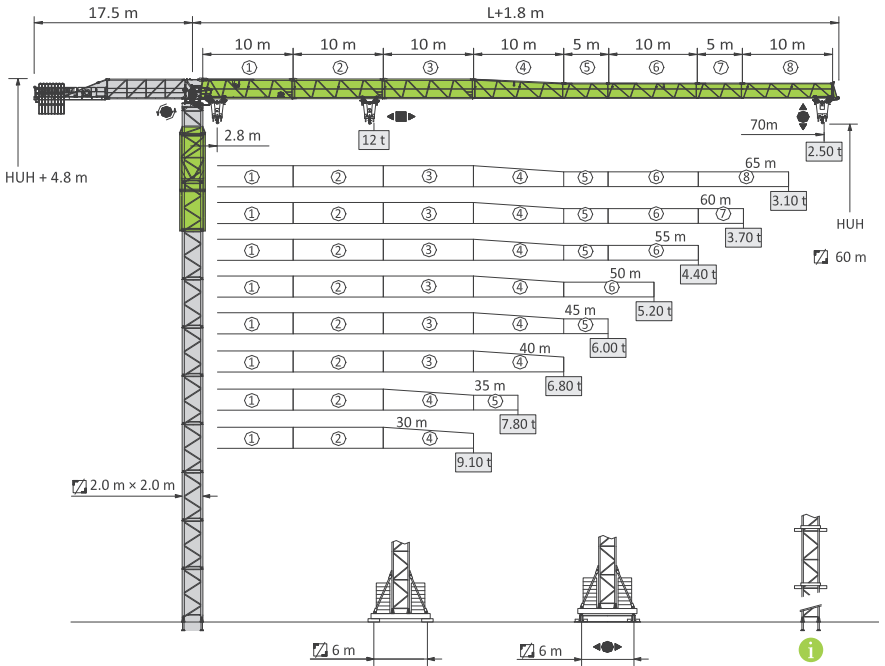 17.5 m L+1.8 m
10 m 10 m 10 m 10 m 5 m 10 m 5 m 10 m
① ② ③ ④ ⑤ ⑥ ⑦ ⑧
2.8 m 12 t 70m 2.50 t
HUH + 4.8 m
65 m
① ② ③ ④ ⑤ ⑥ ⑧
3.10 t
60 m
① ② ③ ④ ⑤ ⑥ ⑦
3.70 t
HUH
55 m
① ② ③ ④ ⑤ ⑥
4.40 t
60 m
50 m
① ② ③ ④ ⑥
5.20 t
45 m
① ② ③ ④ ⑤
6.00 t
40 m
① ② ③ ④
6.80 t
35 m
① ② ④ ⑤
7.80 t
30 m
① ② ④
9.10 t
2.0 m × 2.0 m
6 m 6 m i